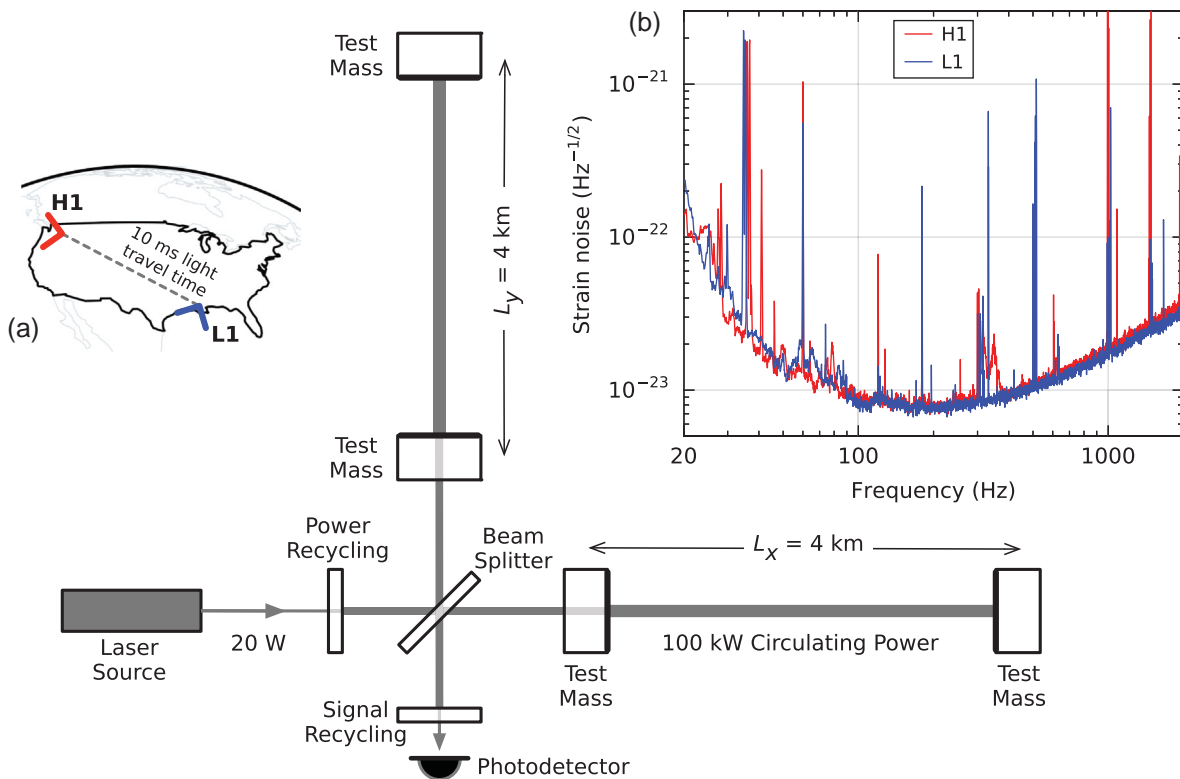 (a)
H1
10 ms light
travel time
L1
Test
Mass
L_y = 4 km
Test
Mass
Power
Recycling
Beam
Splitter
L_x = 4 km
Laser
Source
20 W
100 kW Circulating Power
Test
Mass
Test
Mass
Signal
Recycling
Photodetector
(b)
H1
L1
Strain noise (Hz^{-1/2})
10^{-21}
10^{-22}
10^{-23}
20
100
1000
Frequency (Hz)